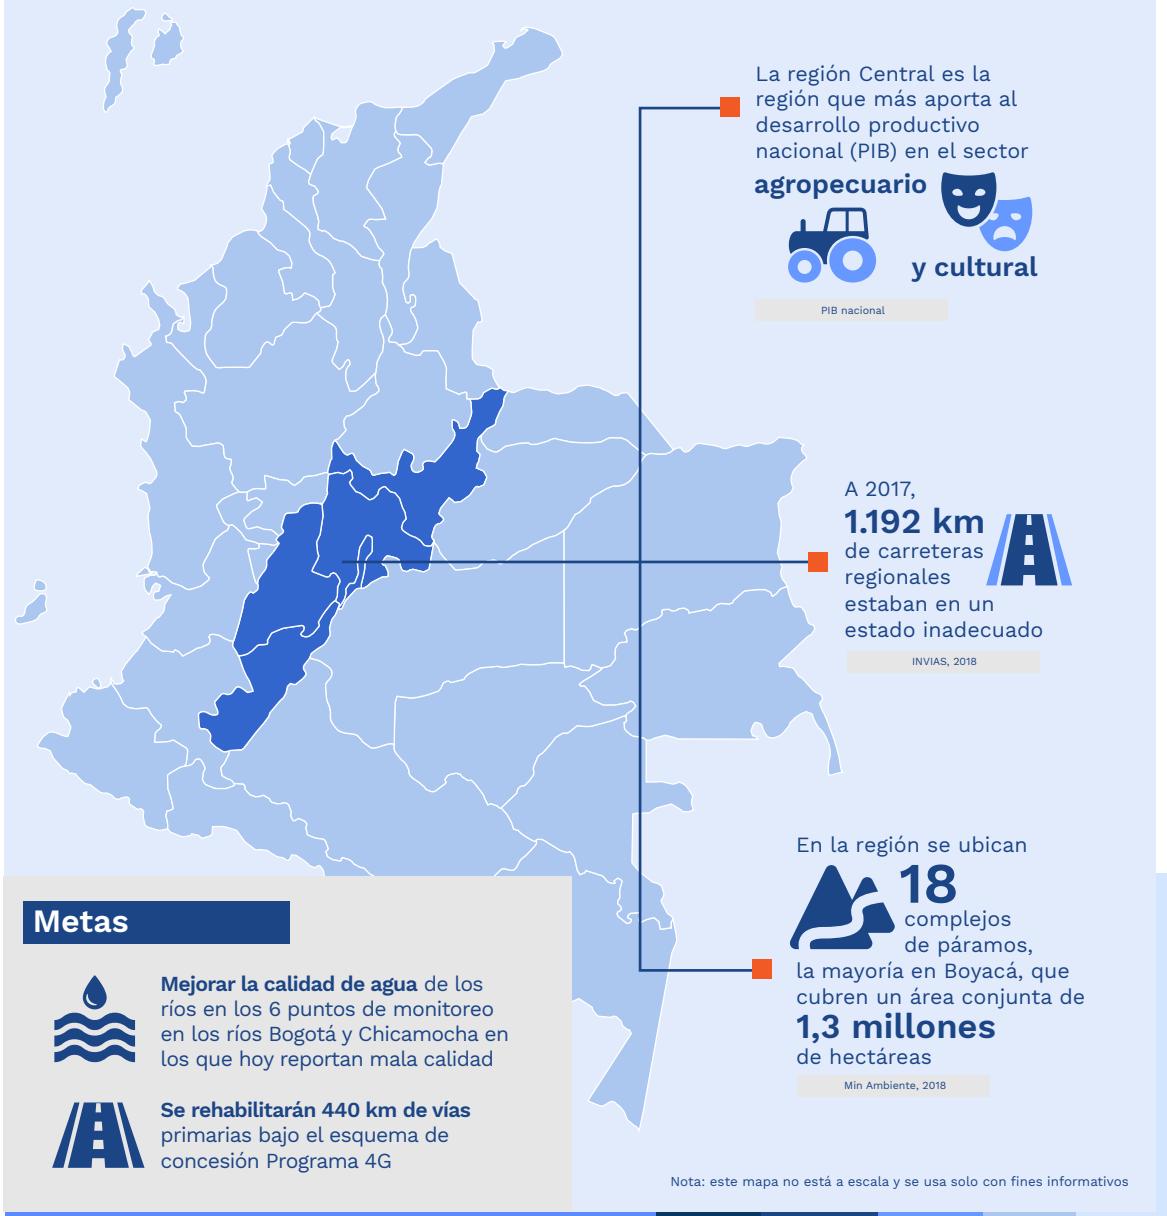 La región Central es la
región que más aporta al
desarrollo productivo
nacional (PIB) en el sector
agropecuario
y cultural
PIB nacional
A 2017,
1.192 km
de carreteras
regionales
estaban en un
estado inadecuado
INVIAS, 2018
En la región se ubican
18
complejos
de páramos,
la mayoría en Boyacá, que
cubren un área conjunta de
1,3 millones
de hectáreas
Min Ambiente, 2018
Metas
Mejorar la calidad de agua de los
ríos en los 6 puntos de monitoreo
en los ríos Bogotá y Chicamocha en
los que hoy reportan mala calidad
Se rehabilitarán 440 km de vías
primarias bajo el esquema de
concesión Programa 4G
Nota: este mapa no está a escala y se usa solo con fines informativos